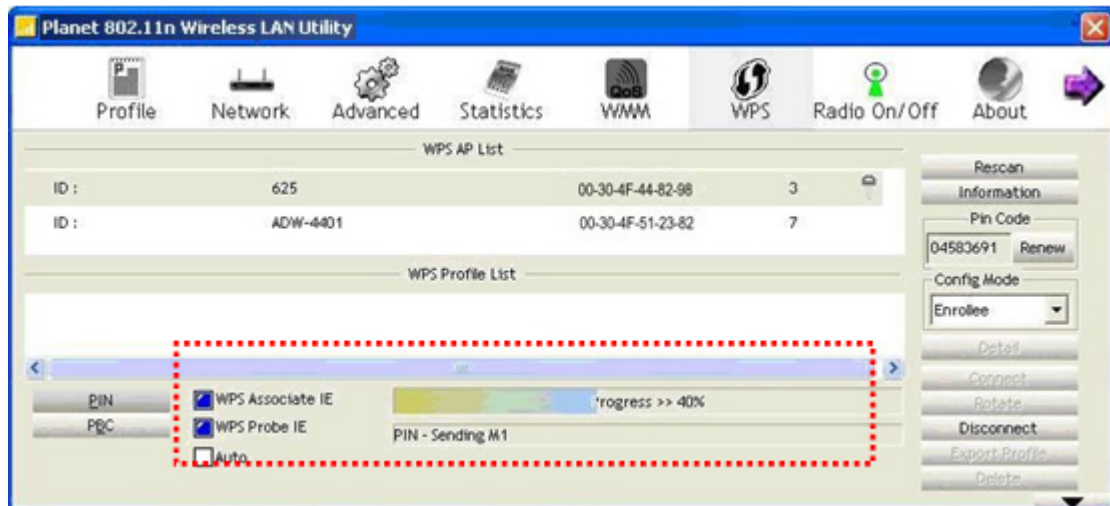 Planet 802.11n Wireless LAN Utility
Profile Network Advanced Statistics QoS WMM WPS Radio On/Off About
WPS AP List
ID : 625 00-30-4F-44-82-98 3
ID : ADW-4401 00-30-4F-51-23-82 7
WPS Profile List
PIN
PBC
WPS Associate IE
WPS Probe IE
Auto
Progress >> 40%
PIN - Sending M1
Rescan
Information
Pin Code
04583691 Renew
Config Mode
Enrollee
Detail
Connect
Rotate
Disconnect
Export Profile
Delete